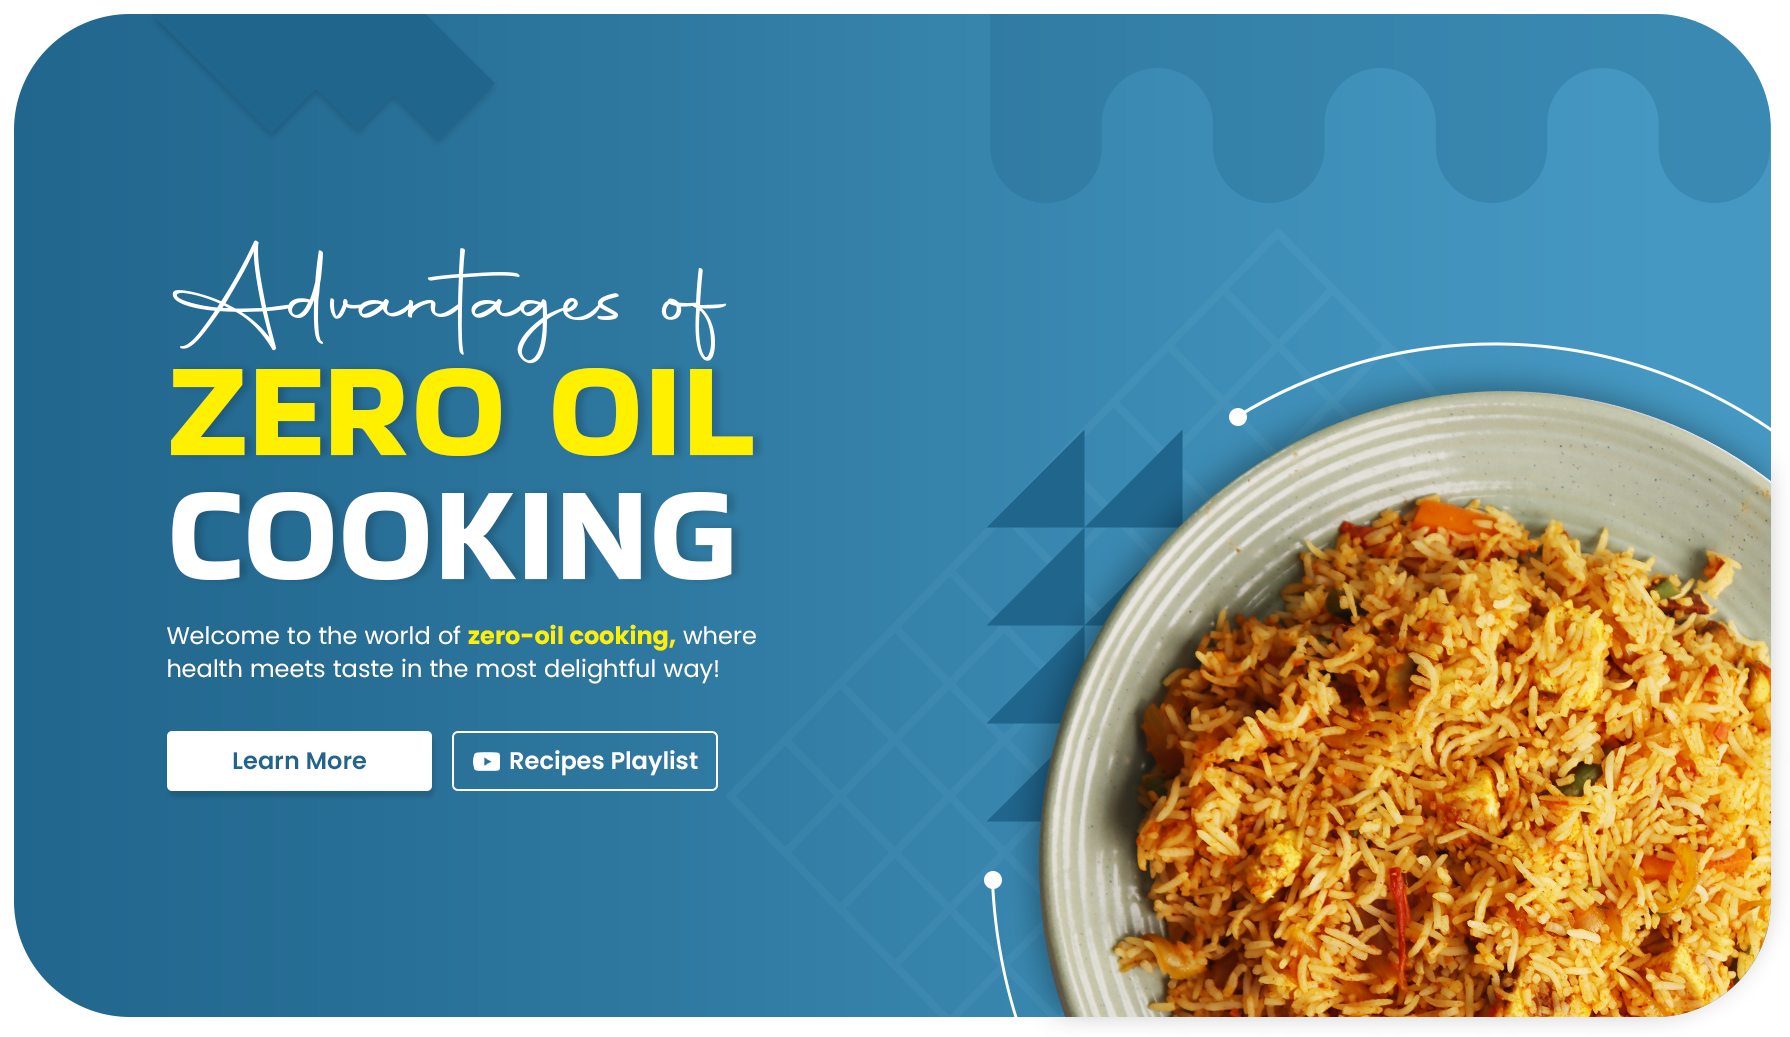 Advantages of
ZERO OIL
COOKING
Welcome to the world of zero-oil cooking, where
health meets taste in the most delightful way!
Learn More
Recipes Playlist